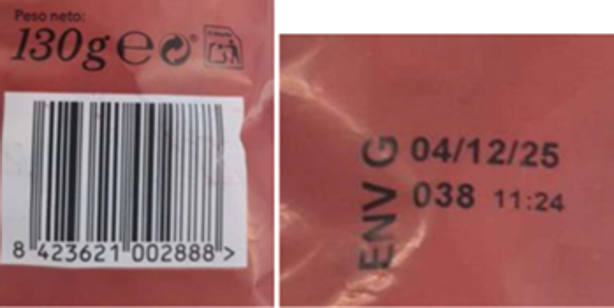 Peso neto:
130g ℮
8 423621 002888 >
ENV G
04/12/25
038 11:24